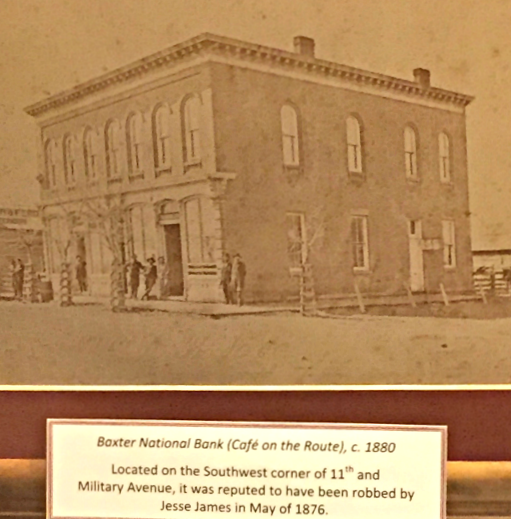 Baxter National Bank (Café on the Route), c. 1880
Located on the Southwest corner of 11th and
Military Avenue, it was reputed to have been robbed by
Jesse James in May of 1876.